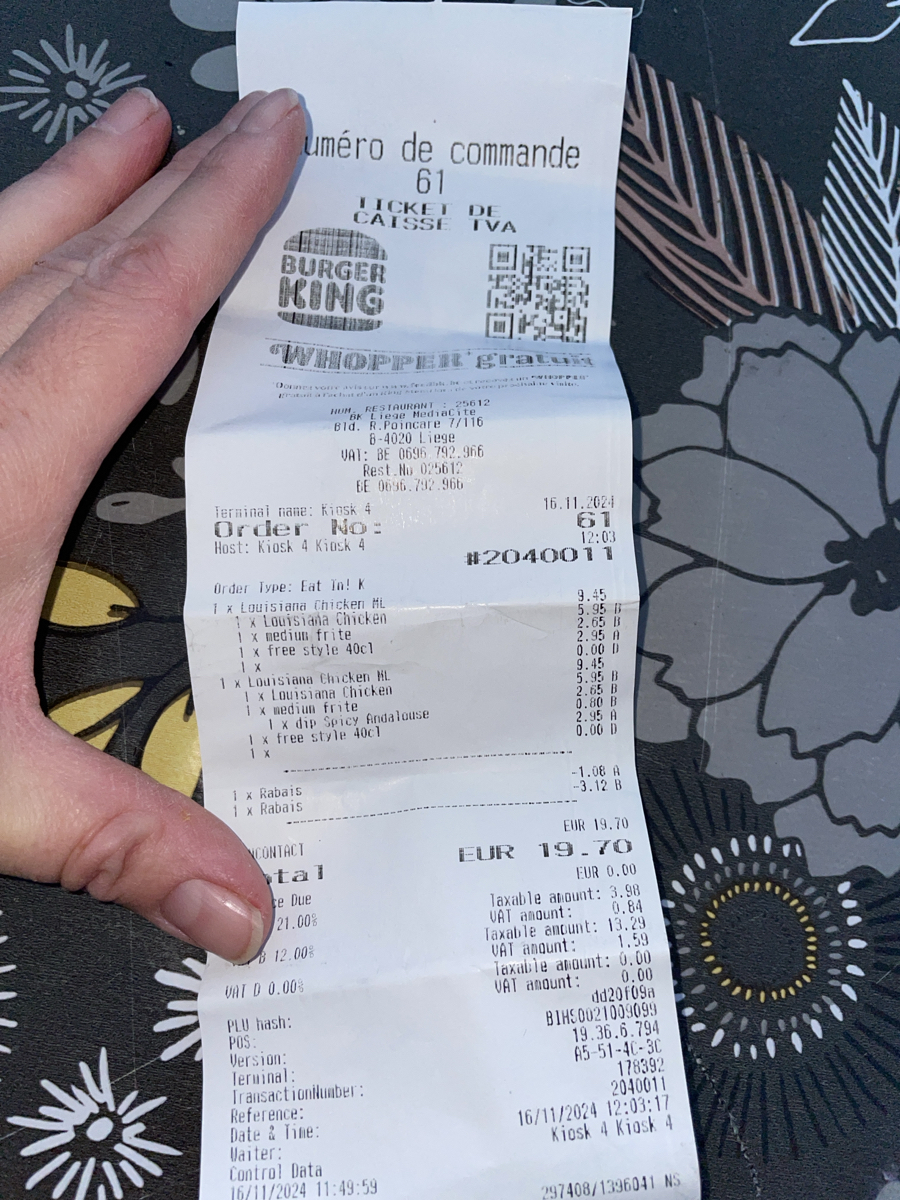 uméro de commande
61
TICKET DE
CAISSE TVA
BURGER
KING
"WHOPPER" gratuit
NUM. RESTAURANT : 25612
BK Liege MediaCite
Bld. R.Poincare 7/116
B-4020 Liege
VAT: BE 0696.792.966
Rest.No 025612
BE 0696.792.966
Terminal name: Kiosk 4 16.11.2024
Order No: 61
Host: Kiosk 4 Kiosk 4 12:03
#2040011
Order Type: Eat In! K
1 x Louisiana Chicken ML 9.45
1 x Louisiana Chicken 5.95 B
1 x medium frite 2.65 B
1 x free style 40cl 2.95 A
1 x 0.00 D
1 x Louisiana Chicken ML 9.45
1 x Louisiana Chicken 5.95 B
1 x medium frite 2.65 B
1 x dip Spicy Andalouse 0.80 B
1 x free style 40cl 2.95 A
1 x 0.00 D
1 x Rabais -1.08 A
1 x Rabais -3.12 B
NCONTACT EUR 19.70
tal EUR 19.70
ce Due EUR 0.00
21.00% Taxable amount: 3.98
VAT amount: 0.84
B 12.00% Taxable amount: 13.29
VAT amount: 1.59
VAT D 0.00% Taxable amount: 0.00
VAT amount: 0.00
PLU hash: dd20f09a
POS: B1HS0021009099
Version: 19.36.6.794
Terminal: A5-51-4C-3C
TransactionNumber: 178392
Reference: 2040011
Date & Time: 16/11/2024 12:03:17
Waiter: Kiosk 4 Kiosk 4
Control Data
16/11/2024 11:49:59 297408/1396041 NS